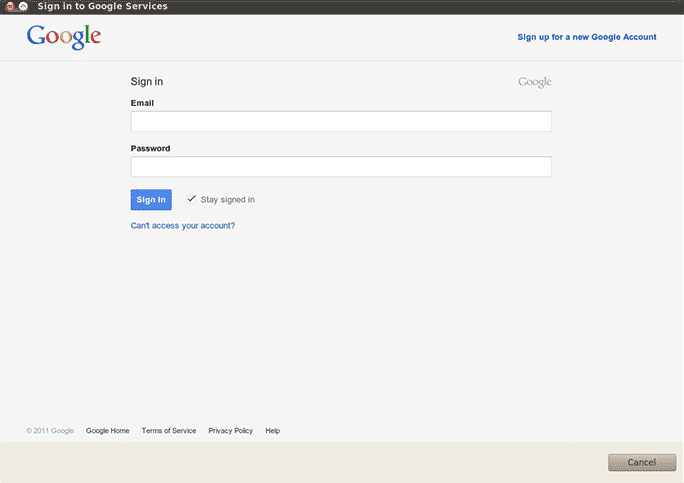 Sign in to Google Services
Google
Sign up for a new Google Account
Sign in
Google
Email
Password
Sign in
Stay signed in
Can't access your account?
© 2011 Google Google Home Terms of Service Privacy Policy Help
Cancel